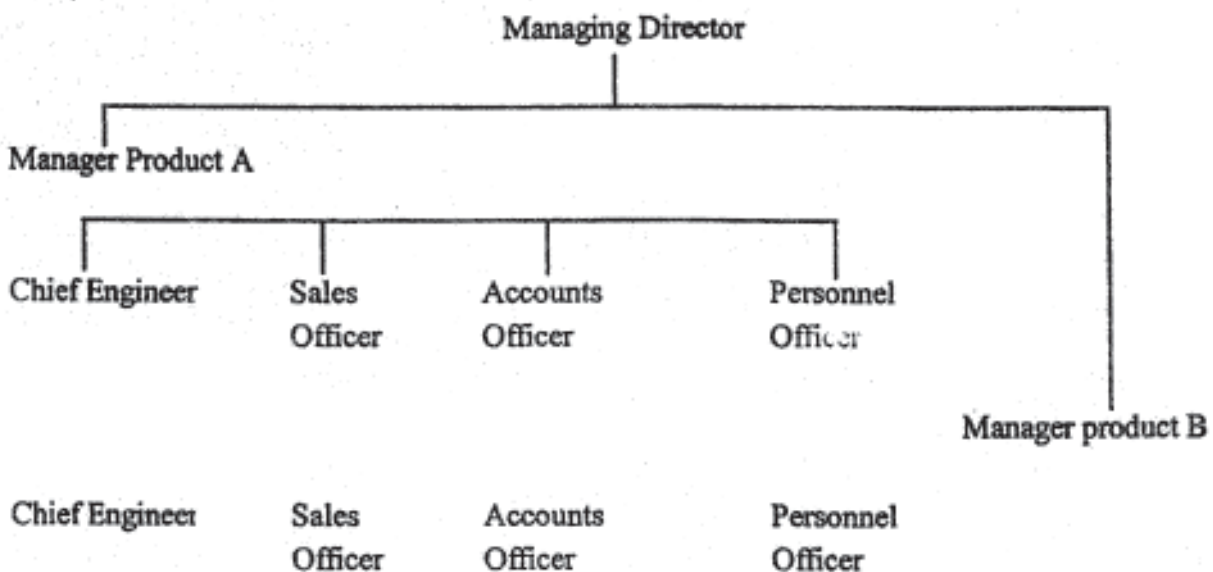 Managing Director
Manager Product A
Chief Engineer Sales Accounts Personnel
Officer Officer Officer
Manager product B
Chief Engineer Sales Accounts Personnel
Officer Officer Officer